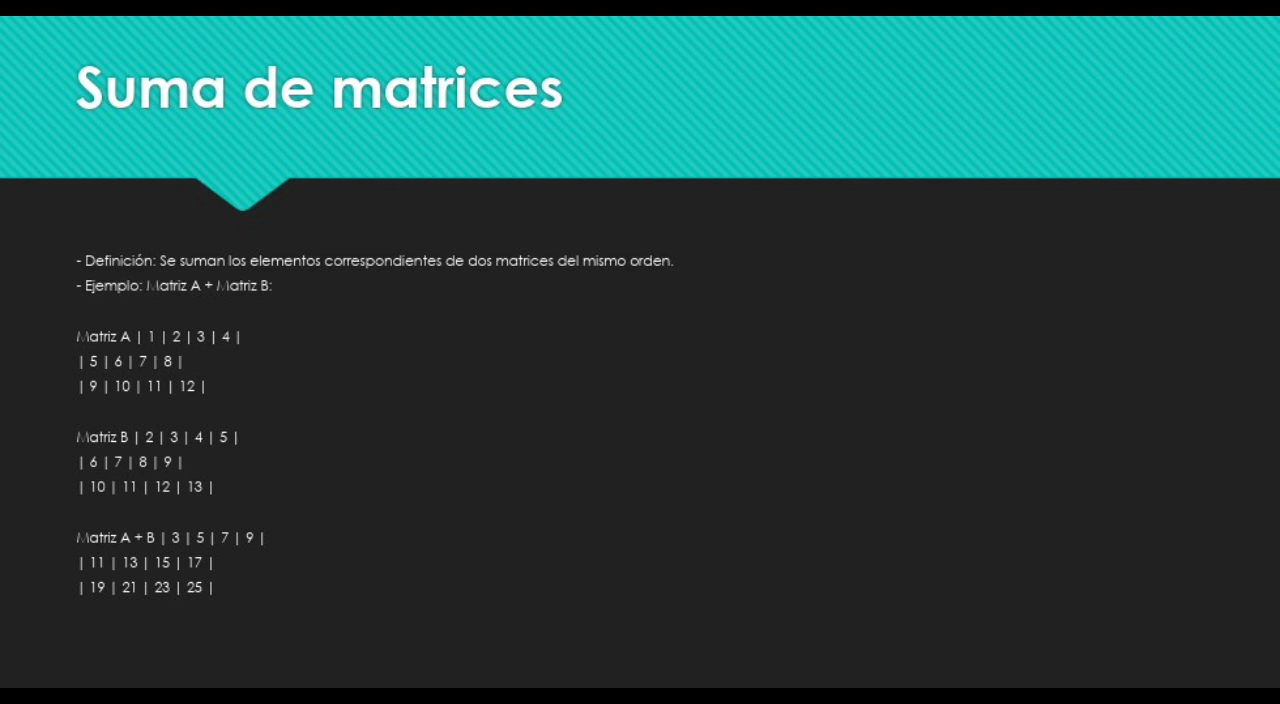 Suma de matrices
- Definición: Se suman los elementos correspondientes de dos matrices del mismo orden.
- Ejemplo: Matriz A + Matriz B:
Matriz A | 1 | 2 | 3 | 4 |
| 5 | 6 | 7 | 8 |
| 9 | 10 | 11 | 12 |
Matriz B | 2 | 3 | 4 | 5 |
| 6 | 7 | 8 | 9 |
| 10 | 11 | 12 | 13 |
Matriz A + B | 3 | 5 | 7 | 9 |
| 11 | 13 | 15 | 17 |
| 19 | 21 | 23 | 25 |